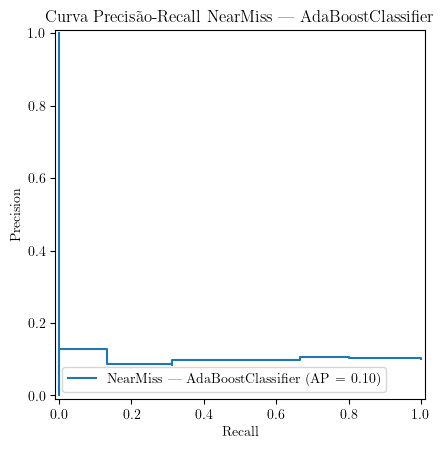 Curva Precisão-Recall NearMiss — AdaBoostClassifier
1.0
0.8
0.6
0.4
0.2
0.0
Precision
NearMiss — AdaBoostClassifier (AP = 0.10)
0.0 0.2 0.4 0.6 0.8 1.0
Recall